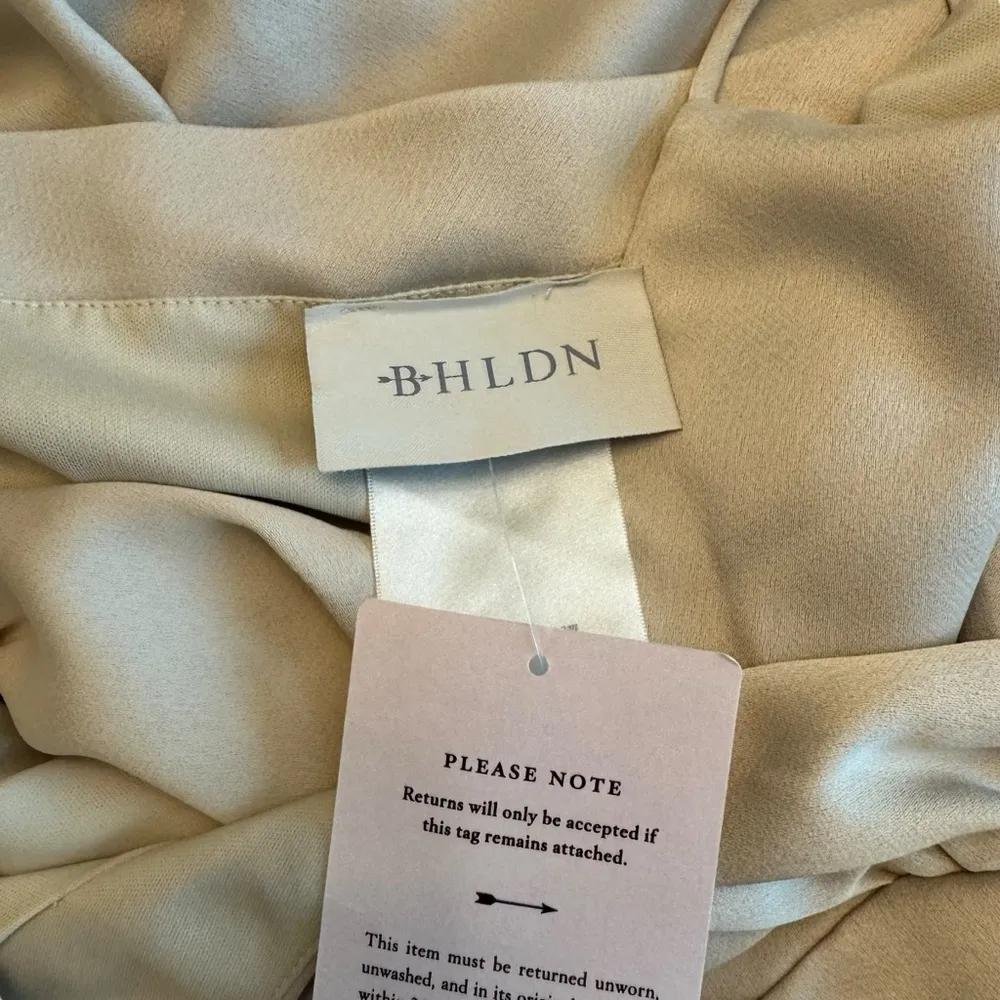 BHLDN
PLEASE NOTE
Returns will only be accepted if
this tag remains attached.
This item must be returned unworn,
unwashed, and in its
within